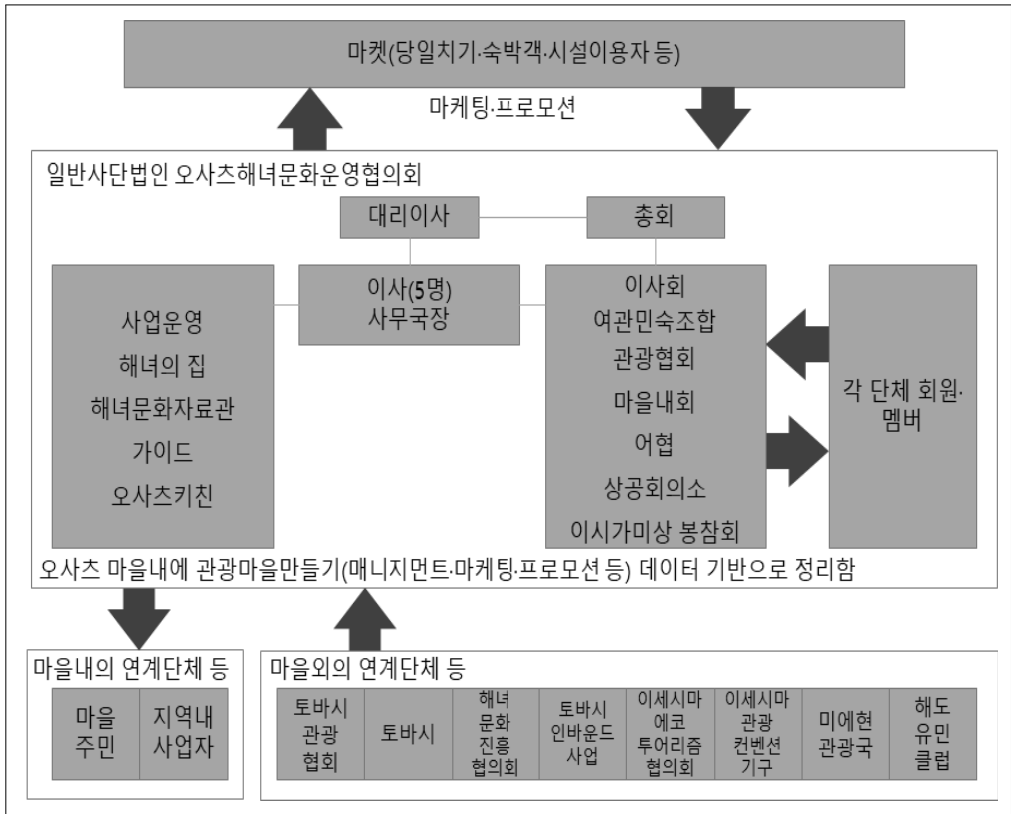 마켓(당일치기·숙박객·시설이용자 등)
마케팅·프로모션
일반사단법인 오사츠해녀문화운영협의회
대리이사
총회
사업운영
해녀의 집
해녀문화자료관
가이드
오사츠키친
이사(5명)
사무국장
이사회
여관민숙조합
관광협회
마을내회
어협
상공회의소
이시가미상 봉참회
각 단체 회원·
멤버
오사츠 마을내에 관광마을만들기(매니지먼트·마케팅·프로모션 등) 데이터 기반으로 정리함
마을내의 연계단체 등
마을
주민
지역내
사업자
마을외의 연계단체 등
토바시
관광
협회
토바시
해녀
문화
진흥
협의회
토바시
인바운드
사업
이세시마
에코
투어리즘
협의회
이세시마
관광
컨벤션
기구
미에현
관광국
해도
유민
클럽